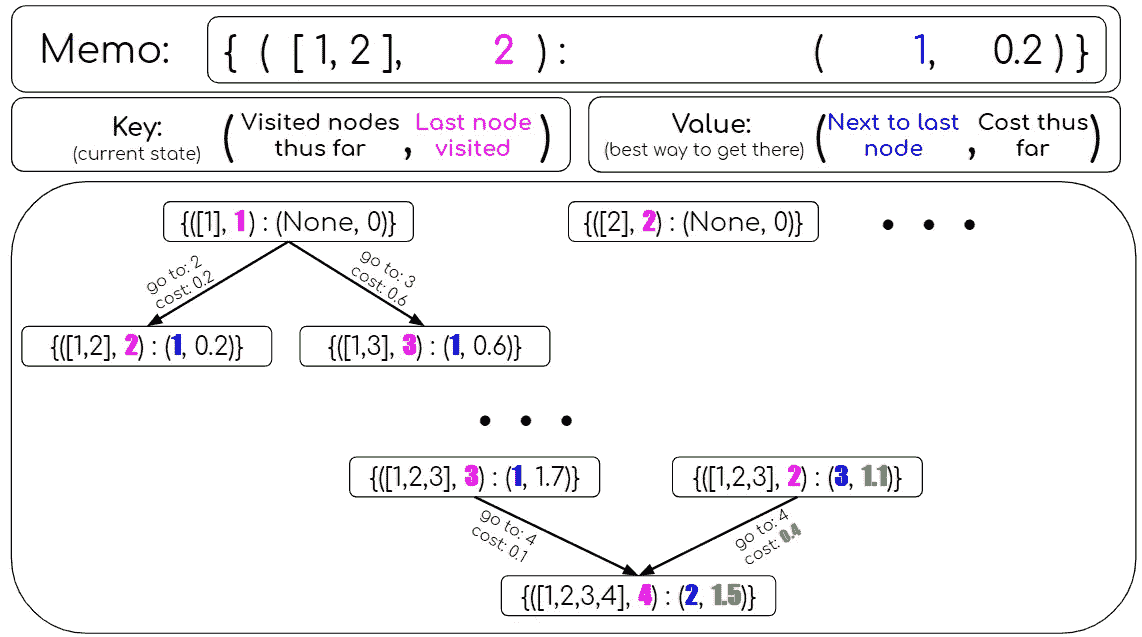 Memo: { ( [ 1, 2 ], 2 ) : ( 1, 0.2 ) }
Key:
(current state)
( Visited nodes thus far , Last node visited )
Value:
(best way to get there)
( Next to last node , Cost thus far )
{([1], 1) : (None, 0)}
{([2], 2) : (None, 0)}
• • •
go to: 2
cost: 0.2
go to: 3
cost: 0.6
{([1,2], 2) : (1, 0.2)}
{([1,3], 3) : (1, 0.6)}
• • •
{([1,2,3], 3) : (1, 1.7)}
{([1,2,3], 2) : (3, 1.1)}
go to: 4
cost: 0.1
go to: 4
cost: 0.4
{([1,2,3,4], 4) : (2, 1.5)}